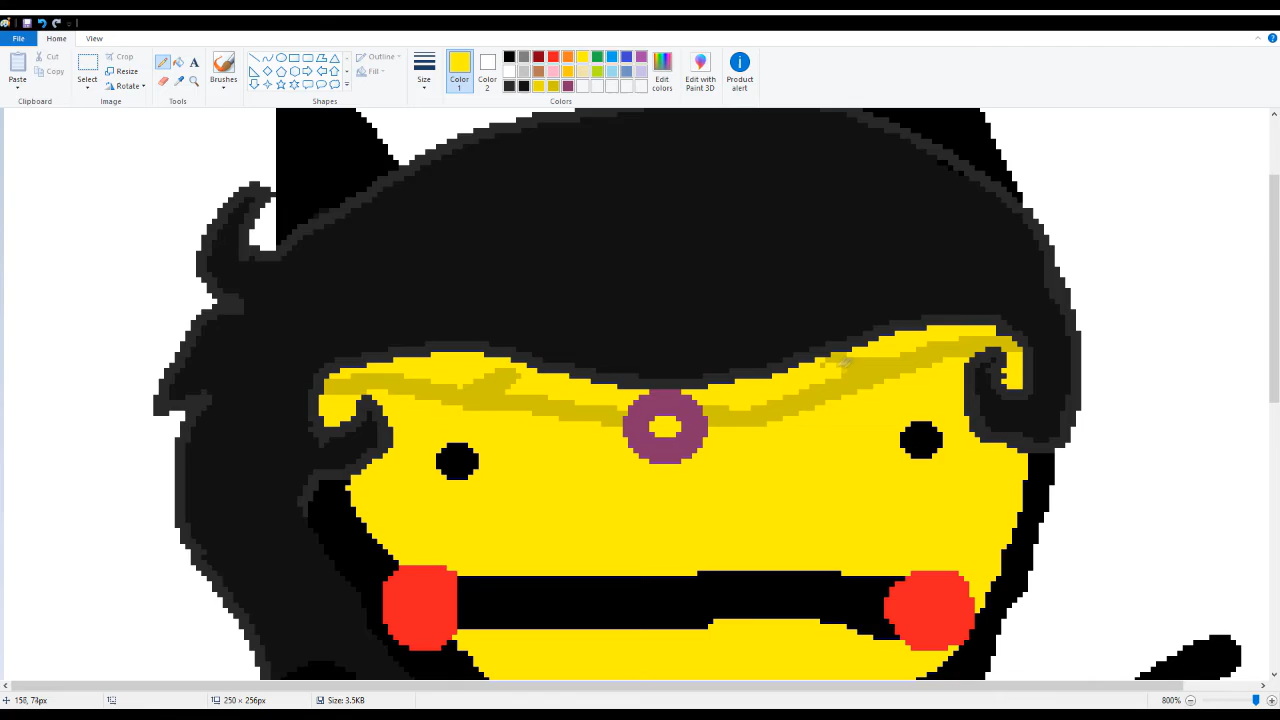 File Home View
Paste
Cut
Copy
Clipboard
Select
Crop
Resize
Rotate
Image
A
Tools
Brushes
Outline
Fill
Shapes
Size
Color 1
Color 2
Edit colors
Colors
Edit with Paint 3D
Product alert
158, 73px 250 × 256px Size: 3.5KB 800%